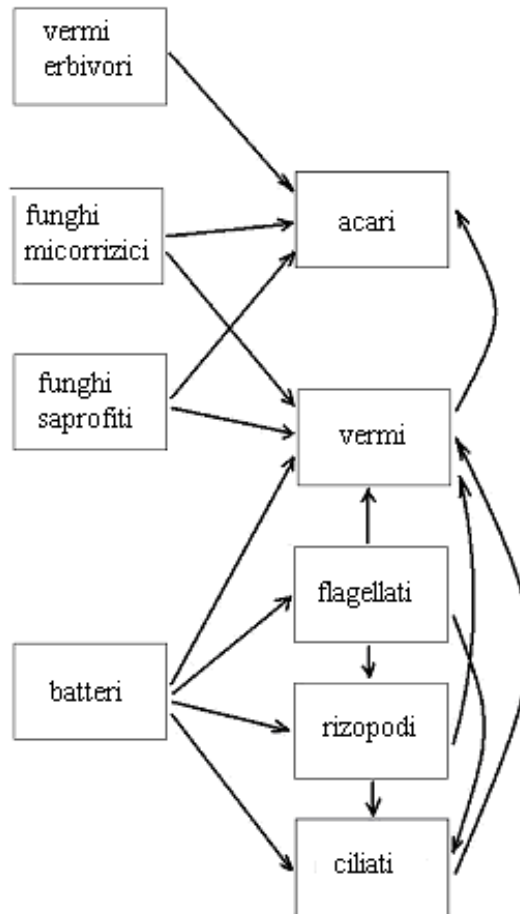 vermi
erbivori
funghi
micorrizici
funghi
saprofiti
batteri
acari
vermi
flagellati
rizopodi
ciliati